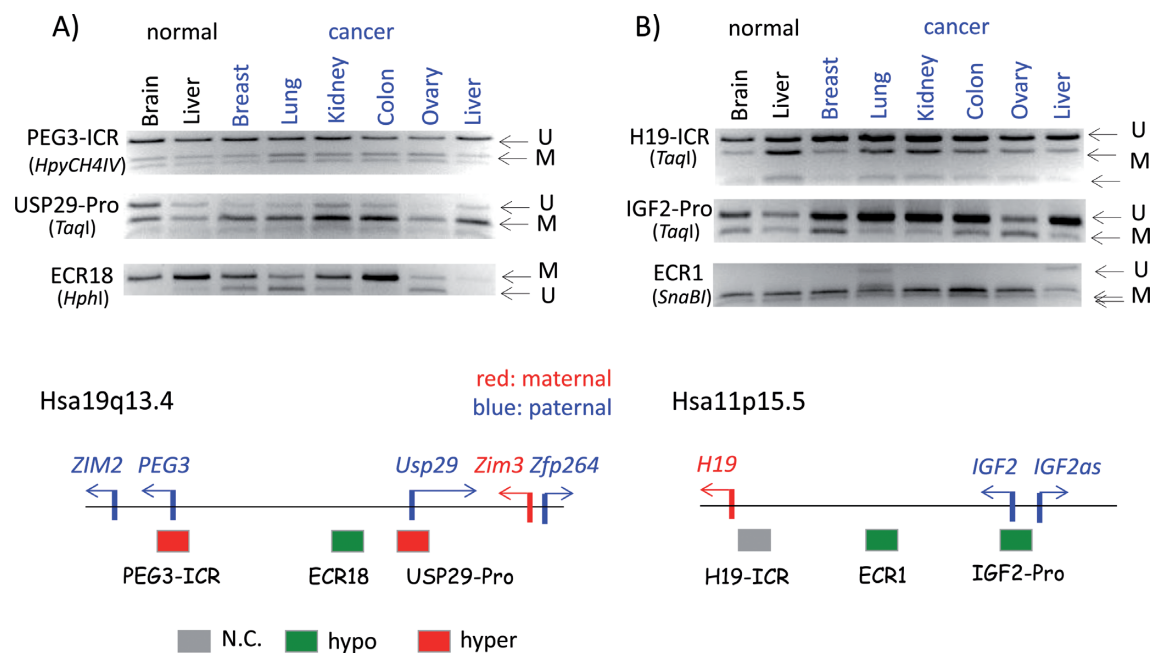 A)
normal
cancer
Brain
Liver
Breast
Lung
Kidney
Colon
Ovary
Liver
PEG3-ICR
(HpyCH4IV)
U
M
USP29-Pro
(TaqI)
U
M
ECR18
(HphI)
M
U
B)
normal
cancer
Brain
Liver
Breast
Lung
Kidney
Colon
Ovary
Liver
H19-ICR
(TaqI)
U
M
IGF2-Pro
(TaqI)
U
M
ECR1
(SnaBI)
U
M
red: maternal
blue: paternal
Hsa19q13.4
ZIM2
PEG3
Usp29
Zim3
Zfp264
PEG3-ICR
ECR18
USP29-Pro
Hsa11p15.5
H19
IGF2
IGF2as
H19-ICR
ECR1
IGF2-Pro
N.C.
hypo
hyper